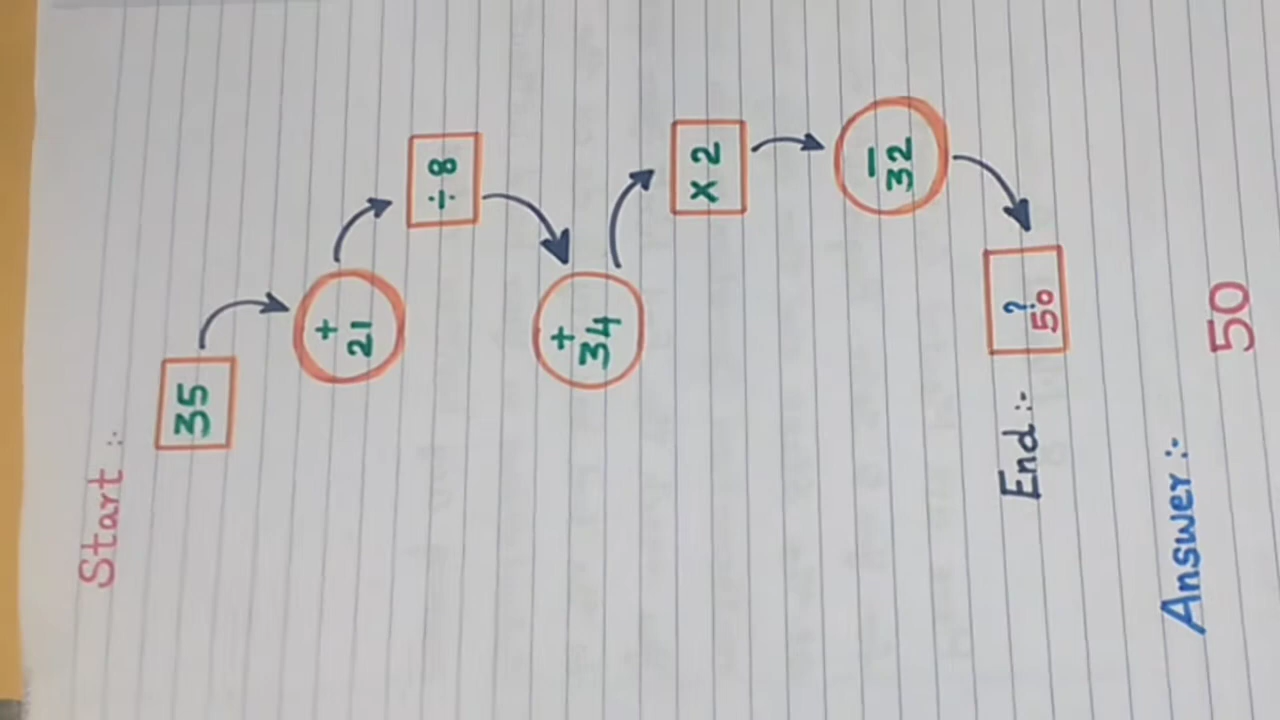 Start :-
35
+
21
÷ 8
+
34
x 2
-
32
?
50
End :-
Answer :-
50